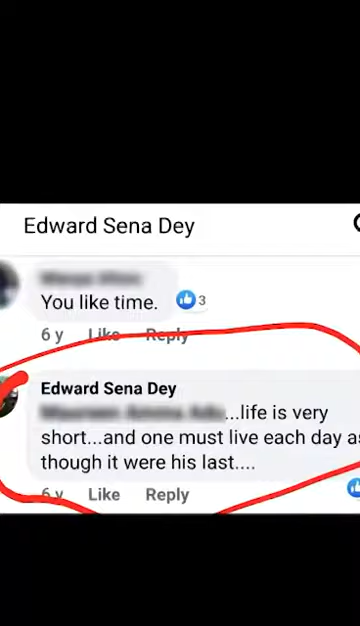 Edward Sena Dey
You like time.
3
6 y Like Reply
Edward Sena Dey
...life is very
short...and one must live each day as
though it were his last....
6 y Like Reply